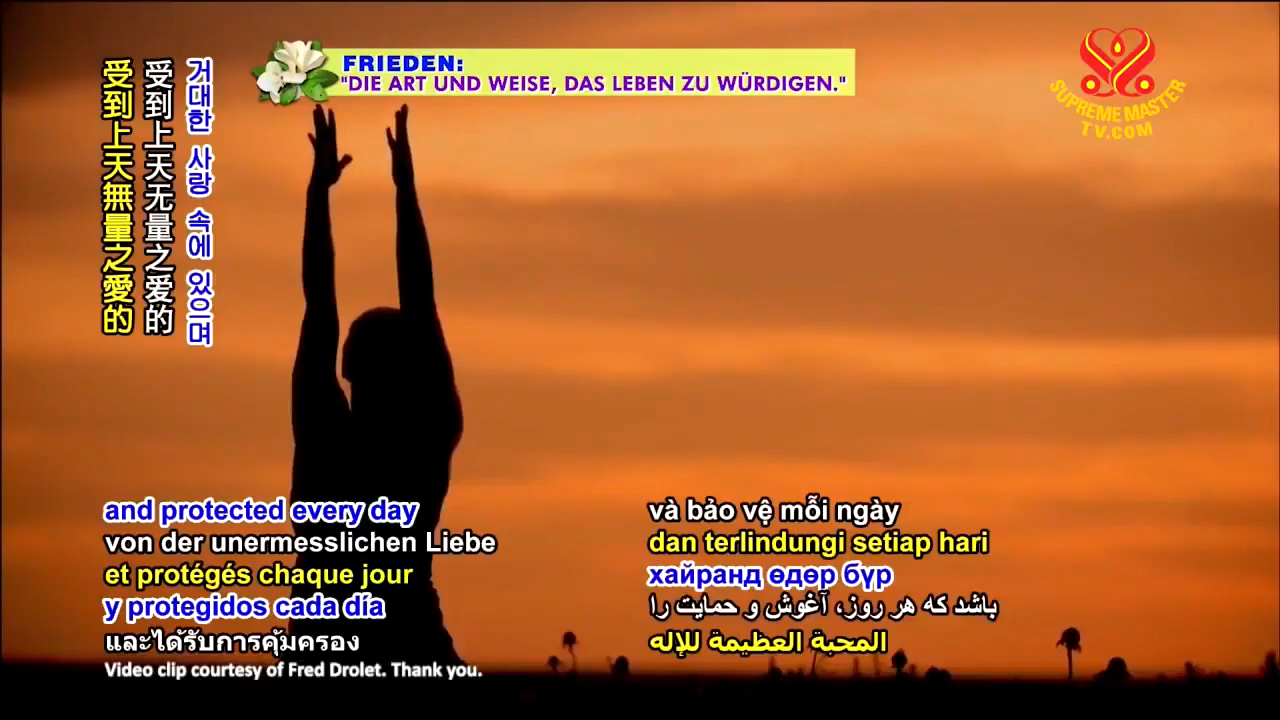 FRIEDEN:
"DIE ART UND WEISE, DAS LEBEN ZU WÜRDIGEN."
SUPREME MASTER
TV.COM
거대한 사랑 속에 있으며
受到上天无量之爱的
受到上天無量之愛的
and protected every day
von der unermesslichen Liebe
et protégés chaque jour
y protegidos cada día
และได้รับการคุ้มครอง
Video clip courtesy of Fred Drolet. Thank you.
và bảo vệ mỗi ngày
dan terlindungi setiap hari
хайранд өдөр бүр
باشد که هر روز، آغوش و حمایت را
المحبة العظيمة للإله